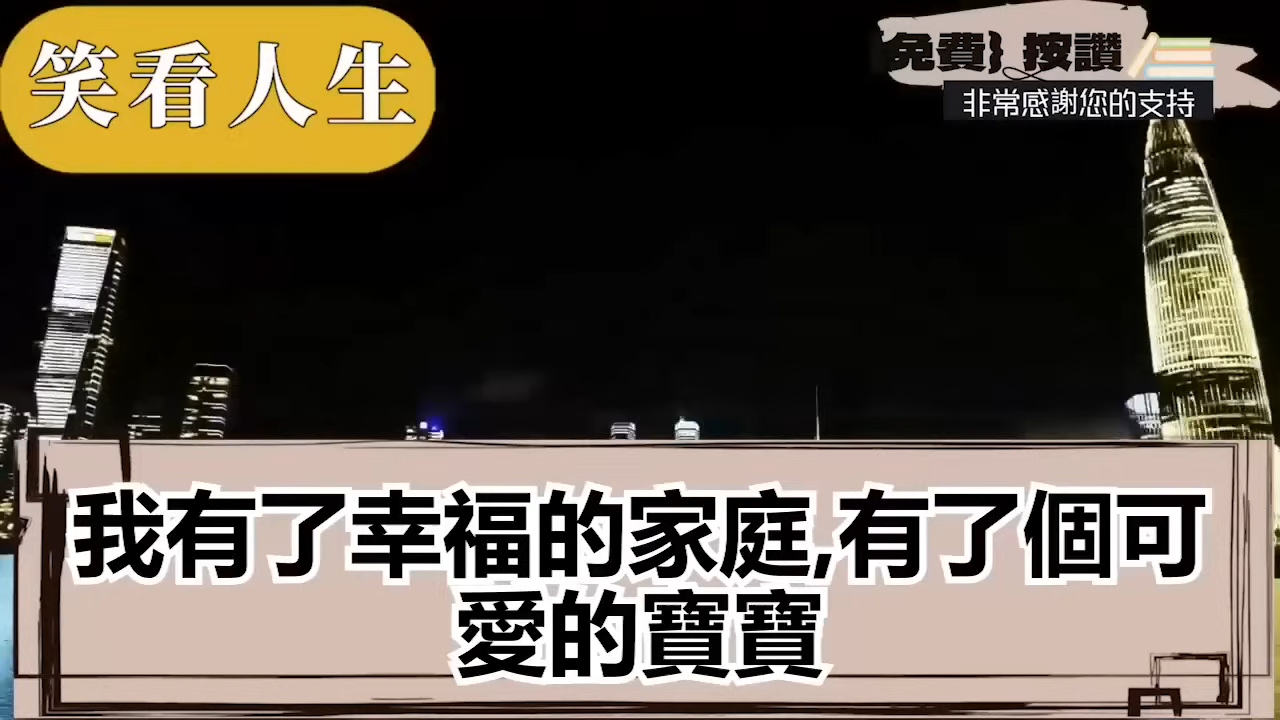 笑看人生
免費 按讚
非常感謝您的支持
我有了幸福的家庭,有了個可
愛的寶寶